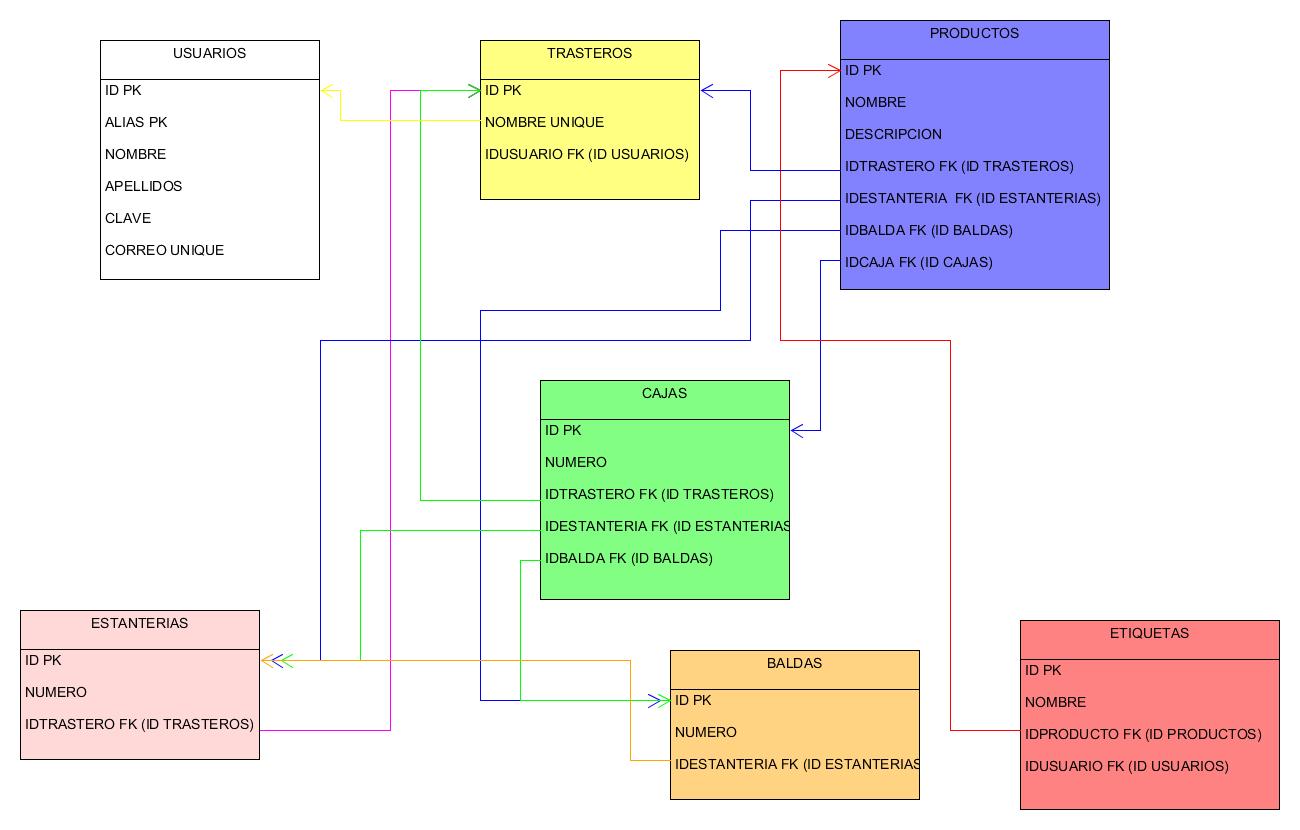 USUARIOS
ID PK
ALIAS PK
NOMBRE
APELLIDOS
CLAVE
CORREO UNIQUE
TRASTEROS
ID PK
NOMBRE UNIQUE
IDUSUARIO FK (ID USUARIOS)
PRODUCTOS
ID PK
NOMBRE
DESCRIPCION
IDTRASTERO FK (ID TRASTEROS)
IDESTANTERIA  FK (ID ESTANTERIAS)
IDBALDA FK (ID BALDAS)
IDCAJA FK (ID CAJAS)
CAJAS
ID PK
NUMERO
IDTRASTERO FK (ID TRASTEROS)
IDESTANTERIA FK (ID ESTANTERIAS
IDBALDA FK (ID BALDAS)
ESTANTERIAS
ID PK
NUMERO
IDTRASTERO FK (ID TRASTEROS)
BALDAS
ID PK
NUMERO
IDESTANTERIA FK (ID ESTANTERIAS
ETIQUETAS
ID PK
NOMBRE
IDPRODUCTO FK (ID PRODUCTOS)
IDUSUARIO FK (ID USUARIOS)